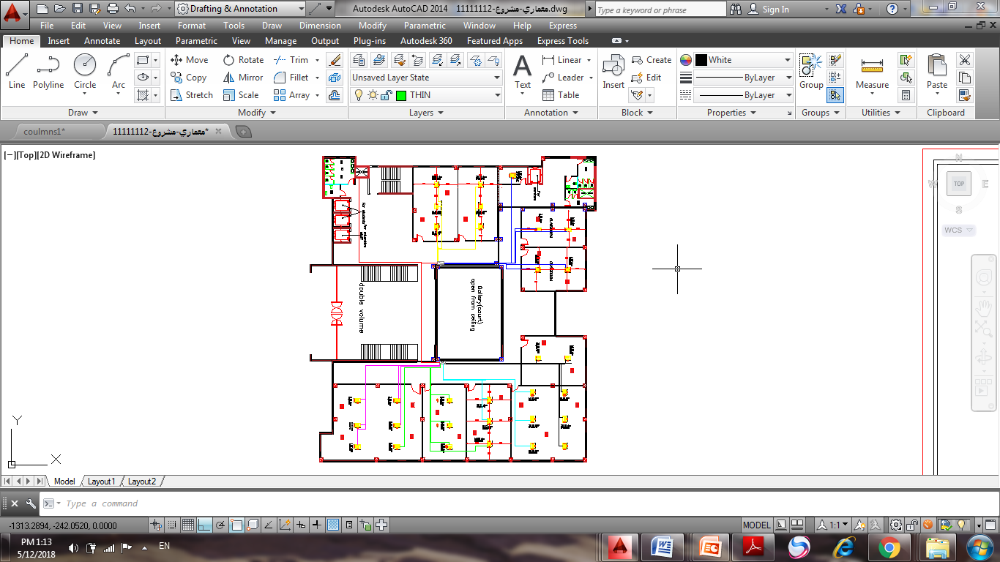 Drafting & Annotation
Autodesk AutoCAD 2014 معماري-مشروع-11111112.dwg
Type a keyword or phrase
Sign In
File Edit View Insert Format Tools Draw Dimension Modify Parametric Window Help Express
Home Insert Annotate Layout Parametric View Manage Output Plug-ins Autodesk 360 Featured Apps Express Tools
Line Polyline Circle Arc
Move Rotate Trim
Copy Mirror Fillet
Stretch Scale Array
Unsaved Layer State
THIN
Text
Linear
Leader
Table
Insert
Create
Edit
White
ByLayer
ByLayer
Group
Measure
Paste
Draw Modify Layers Annotation Block Properties Groups Utilities Clipboard
coulmns1*
معماري-مشروع-11111112*
[−][Top][2D Wireframe]
N
W TOP E
S
WCS
double volume
Gallery(court)
open from ceiling
Y
X
Model Layout1 Layout2
Type a command
-1313.2894, -242.0520, 0.0000
MODEL
1:1
PM 1:13
5/12/2018
EN